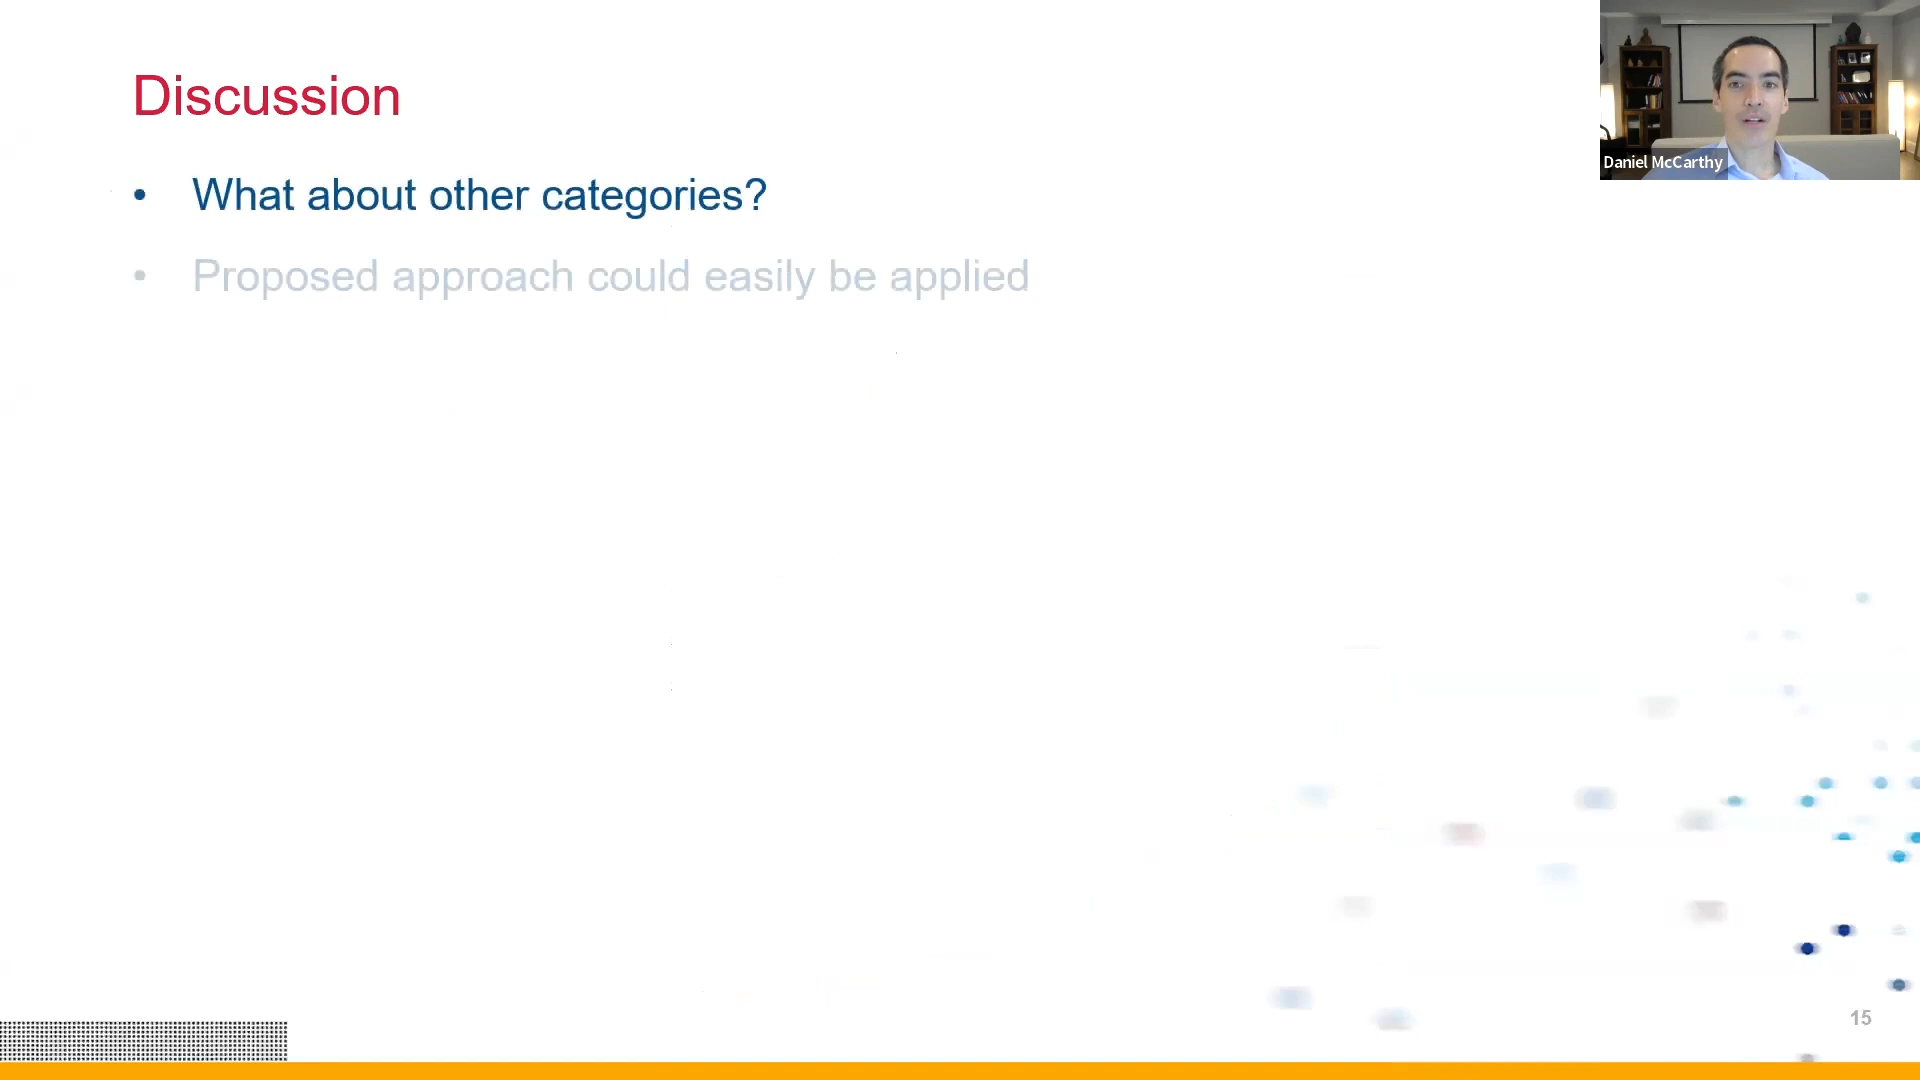 Discussion
• What about other categories?
• Proposed approach could easily be applied
Daniel McCarthy
15